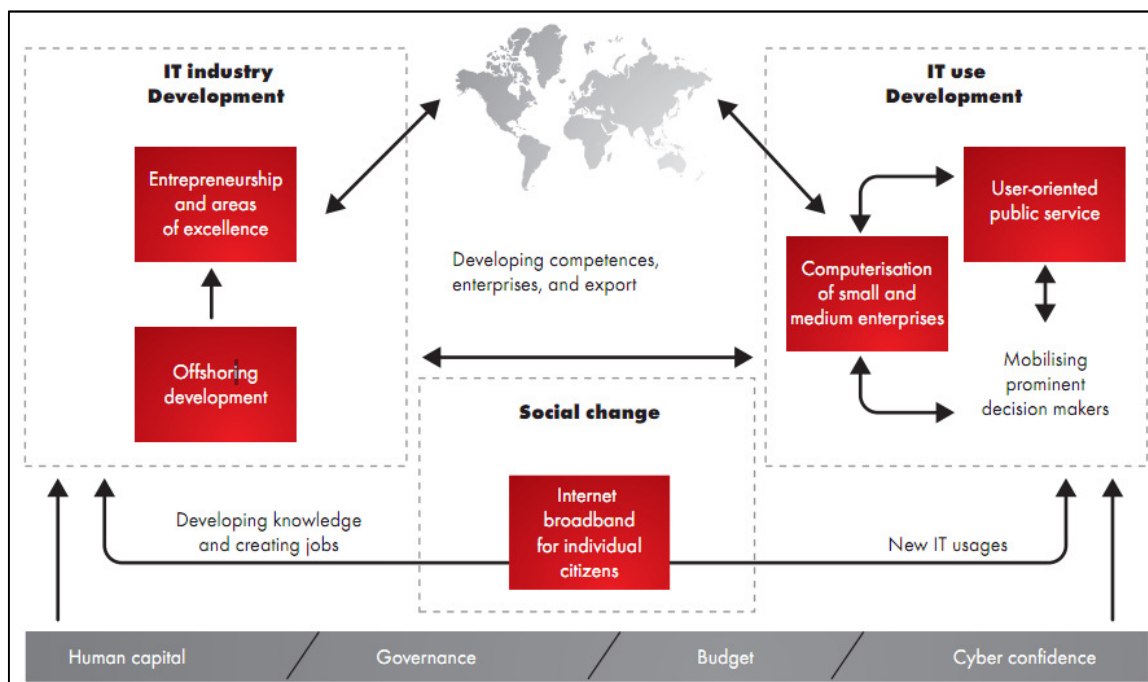 IT industry
Development
Entrepreneurship
and areas
of excellence
Offshoring
development
Developing competences,
enterprises, and export
IT use
Development
User-oriented
public service
Computerisation
of small and
medium enterprises
Mobilising
prominent
decision makers
Social change
Internet
broadband
for individual
citizens
Developing knowledge
and creating jobs
New IT usages
Human capital
Governance
Budget
Cyber confidence